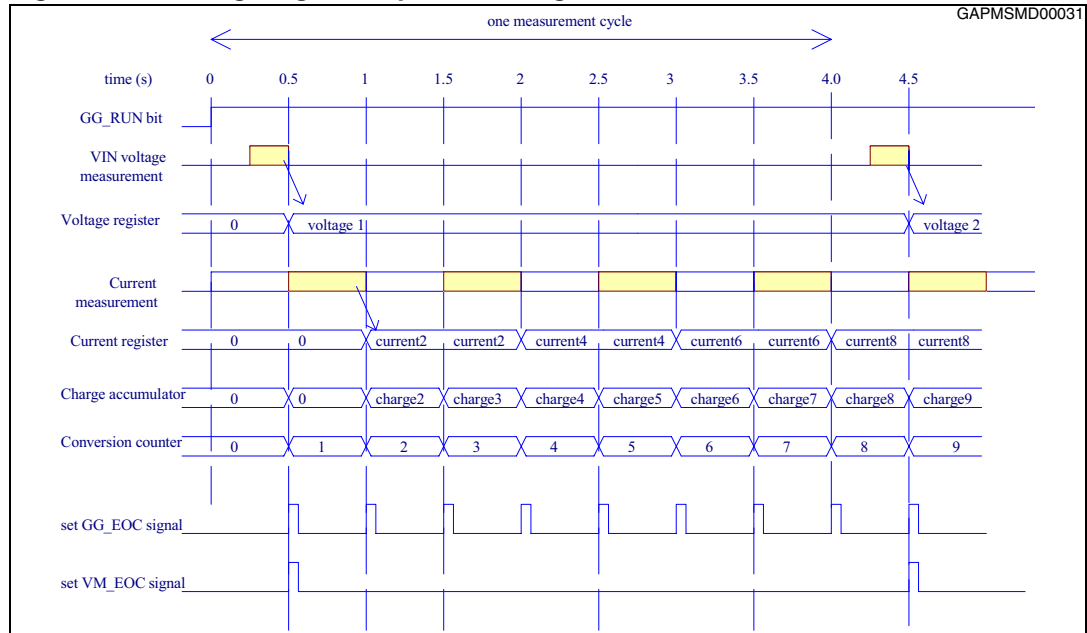 GAPMSMD00031
one measurement cycle
time (s) 0 0.5 1 1.5 2 2.5 3 3.5 4.0 4.5
GG_RUN bit
VIN voltage
measurement
Voltage register 0 voltage 1 voltage 2
Current
measurement
Current register 0 0 current2 current2 current4 current4 current6 current6 current8 current8
Charge accumulator 0 0 charge2 charge3 charge4 charge5 charge6 charge7 charge8 charge9
Conversion counter 0 1 2 3 4 5 6 7 8 9
set GG_EOC signal
set VM_EOC signal